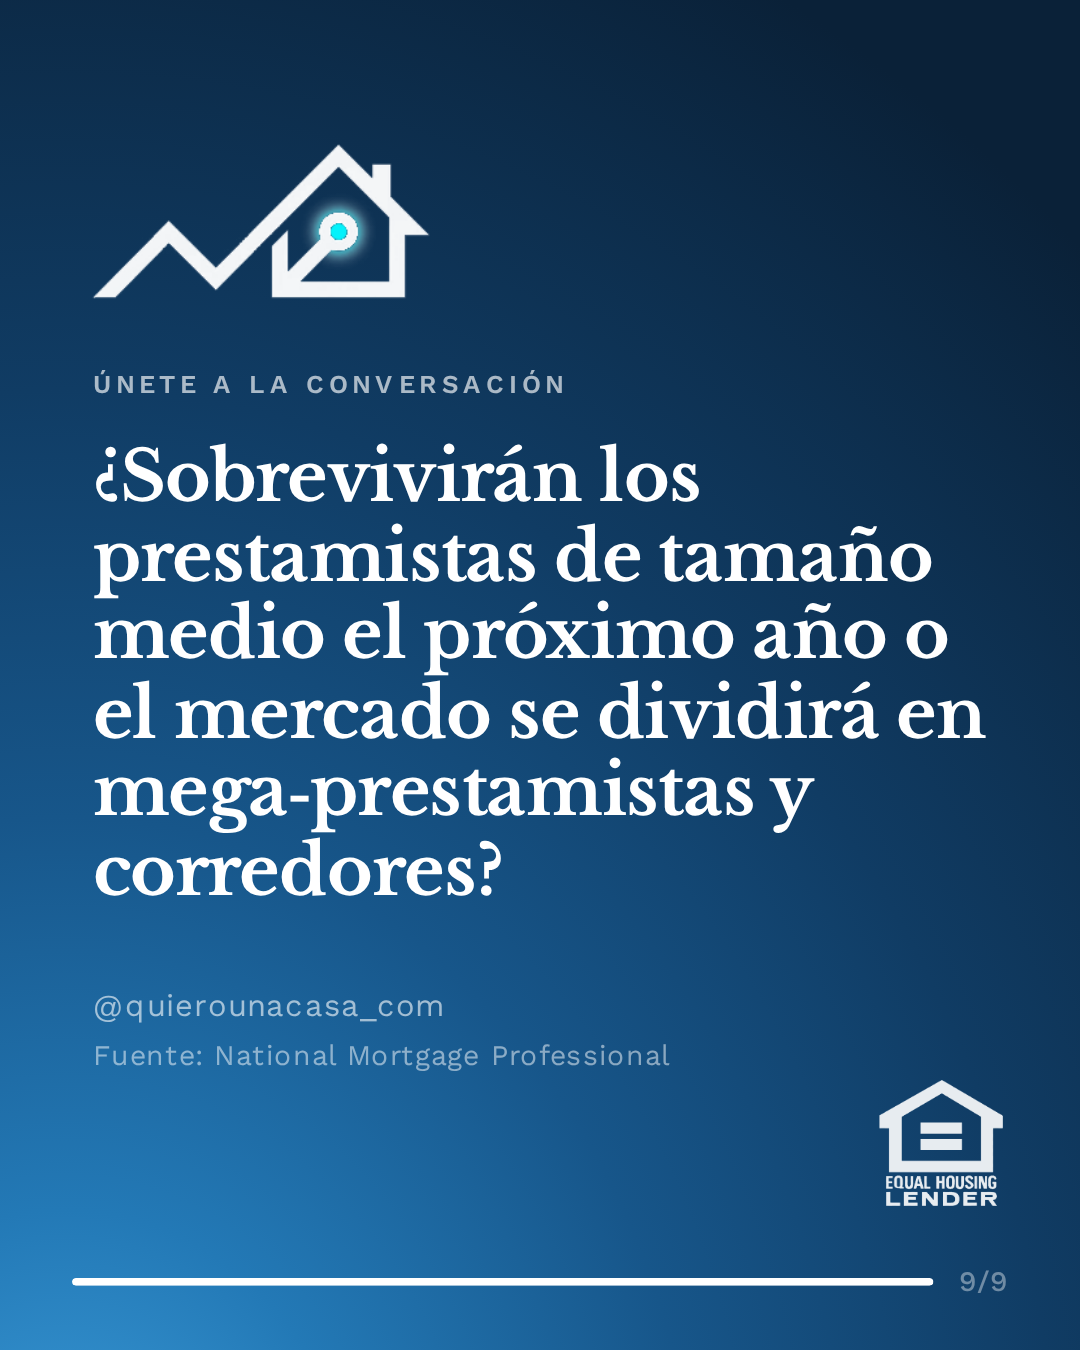 ÚNETE A LA CONVERSACIÓN
¿Sobrevivirán los
prestamistas de tamaño
medio el próximo año o
el mercado se dividirá en
mega-prestamistas y
corredores?
@quierounacasa_com
Fuente: National Mortgage Professional
EQUAL HOUSING
LENDER
9/9